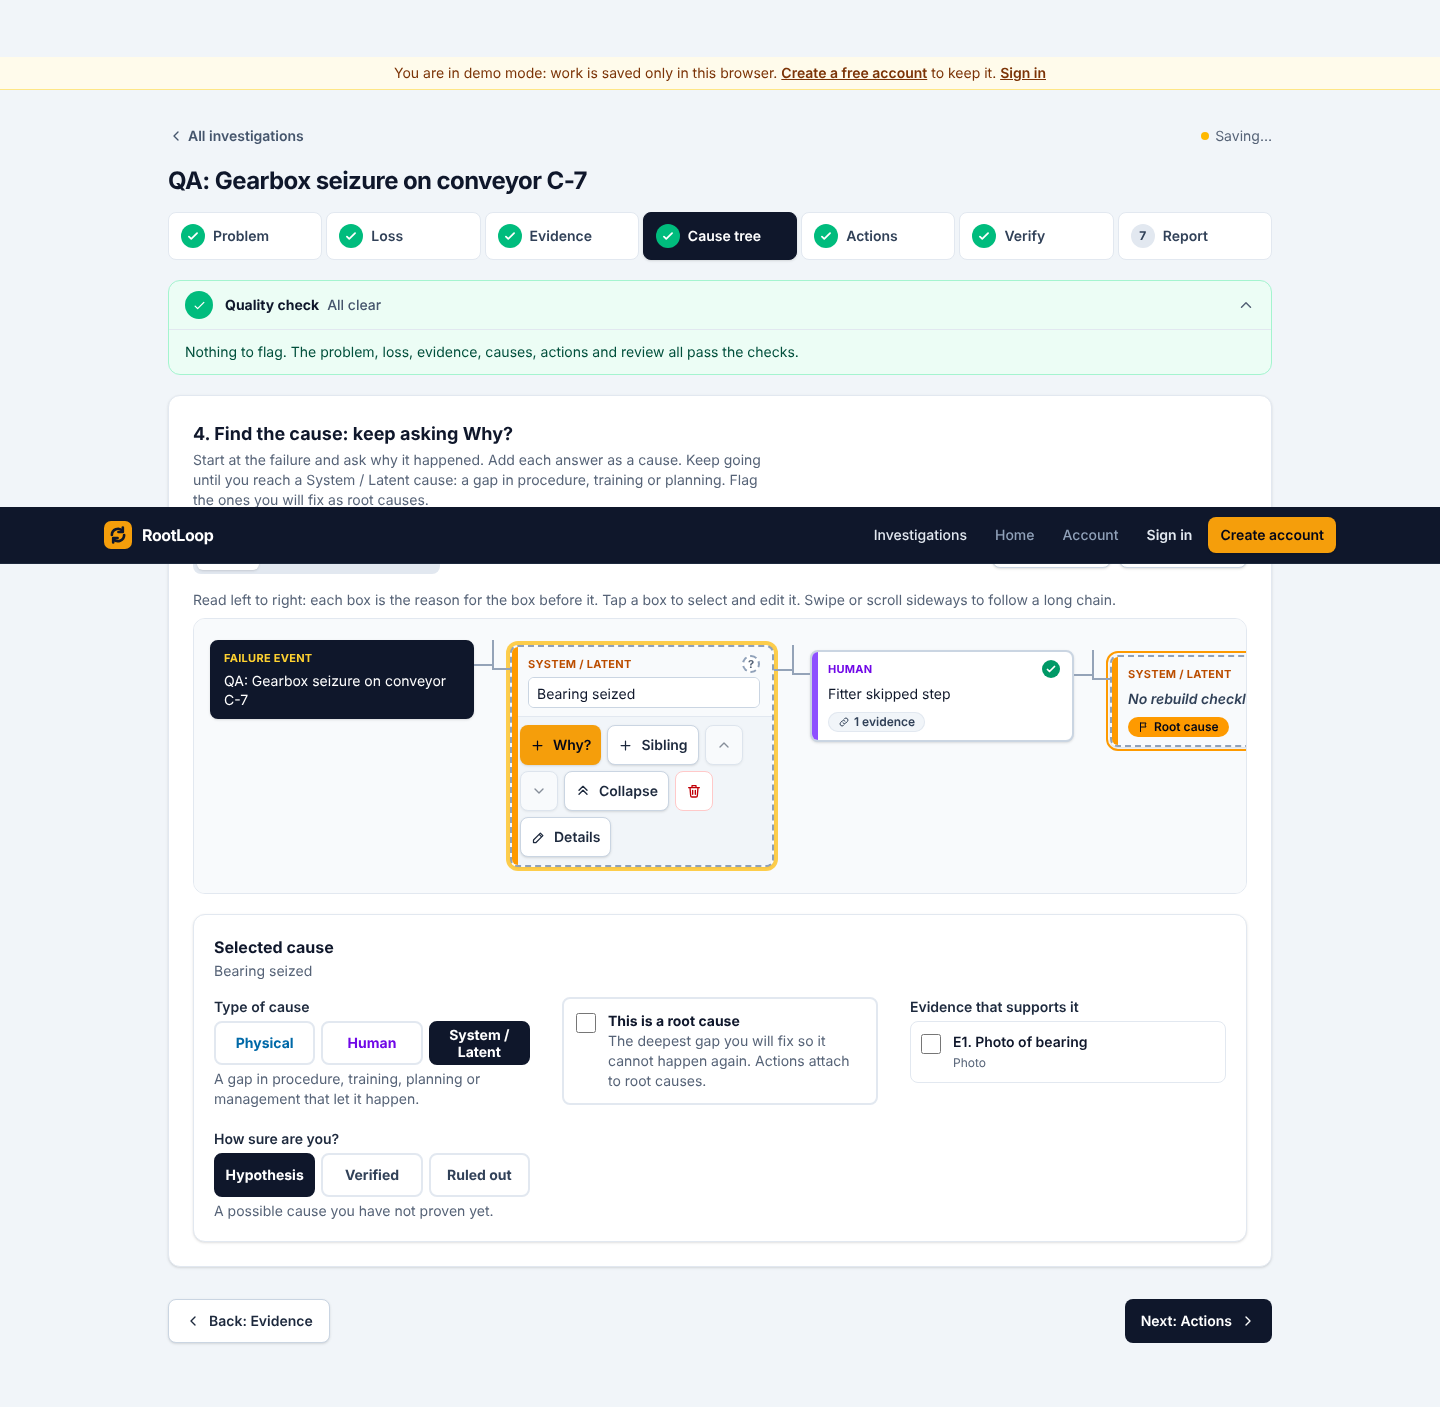 You are in demo mode: work is saved only in this browser. Create a free account to keep it. Sign in
All investigations
Saving...
QA: Gearbox seizure on conveyor C-7
Problem
Loss
Evidence
Cause tree
Actions
Verify
7 Report
Quality check All clear
Nothing to flag. The problem, loss, evidence, causes, actions and review all pass the checks.
4. Find the cause: keep asking Why?
Start at the failure and ask why it happened. Add each answer as a cause. Keep going
until you reach a System / Latent cause: a gap in procedure, training or planning. Flag
the ones you will fix as root causes.
RootLoop
Investigations
Home
Account
Sign in
Create account
Read left to right: each box is the reason for the box before it. Tap a box to select and edit it. Swipe or scroll sideways to follow a long chain.
FAILURE EVENT
QA: Gearbox seizure on conveyor
C-7
SYSTEM / LATENT
?
Bearing seized
Why?
Sibling
Collapse
Details
HUMAN
Fitter skipped step
1 evidence
SYSTEM / LATENT
No rebuild checkl
Root cause
Selected cause
Bearing seized
Type of cause
Physical
Human
System /
Latent
A gap in procedure, training, planning or
management that let it happen.
How sure are you?
Hypothesis
Verified
Ruled out
A possible cause you have not proven yet.
This is a root cause
The deepest gap you will fix so it
cannot happen again. Actions attach
to root causes.
Evidence that supports it
E1. Photo of bearing
Photo
Back: Evidence
Next: Actions